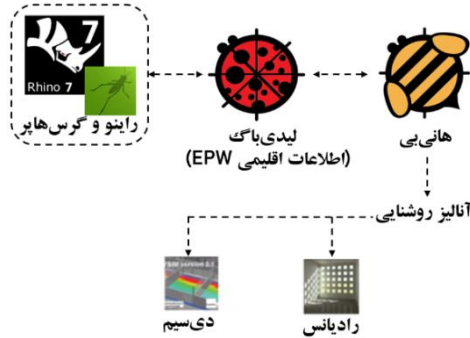 7
Rhino 7
راینو و گرس‌هاپر
لیدی‌باگ
(اطلاعات اقلیمی EPW)
هانی‌بی
آنالیز روشنایی
دی‌سیم
رادیانس